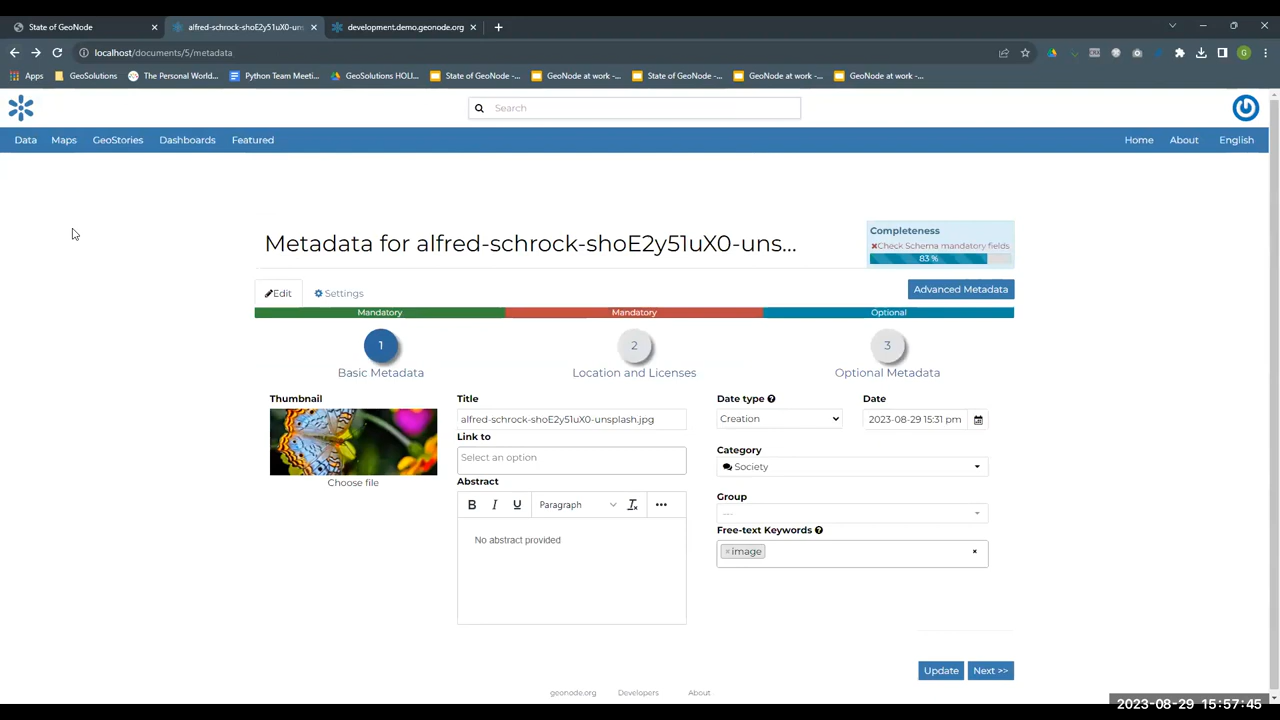 State of GeoNode
alfred-schrock-shoE2y51uX0-uns
development.demo.geonode.org
localhost/documents/5/metadata
Apps
GeoSolutions
The Personal World...
Python Team Meeti...
GeoSolutions HOLI...
State of GeoNode -...
GeoNode at work -...
State of GeoNode -...
GeoNode at work -...
GeoNode at work -...
G
Search
Data
Maps
GeoStories
Dashboards
Featured
Home
About
English
Completeness
Check Schema mandatory fields
83 %
Metadata for alfred-schrock-shoE2y51uX0-uns...
Edit
Settings
Advanced Metadata
Mandatory
Mandatory
Optional
1
2
3
Basic Metadata
Location and Licenses
Optional Metadata
Thumbnail
Choose file
Title
alfred-schrock-shoE2y51uX0-unsplash.jpg
Link to
Select an option
Abstract
B I U Paragraph
No abstract provided
Date type
Creation
Date
2023-08-29 15:31 pm
Category
Society
Group
---
Free-text Keywords
×image
×
Update
Next >>
geonode.org
Developers
About
2023-08-29 15:57:45